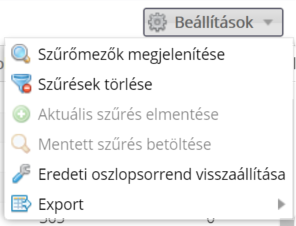 Beállítások
Szűrőmezők megjelenítése
Szűrések törlése
Aktuális szűrés elmentése
Mentett szűrés betöltése
Eredeti oszlopsorrend visszaállítása
Export